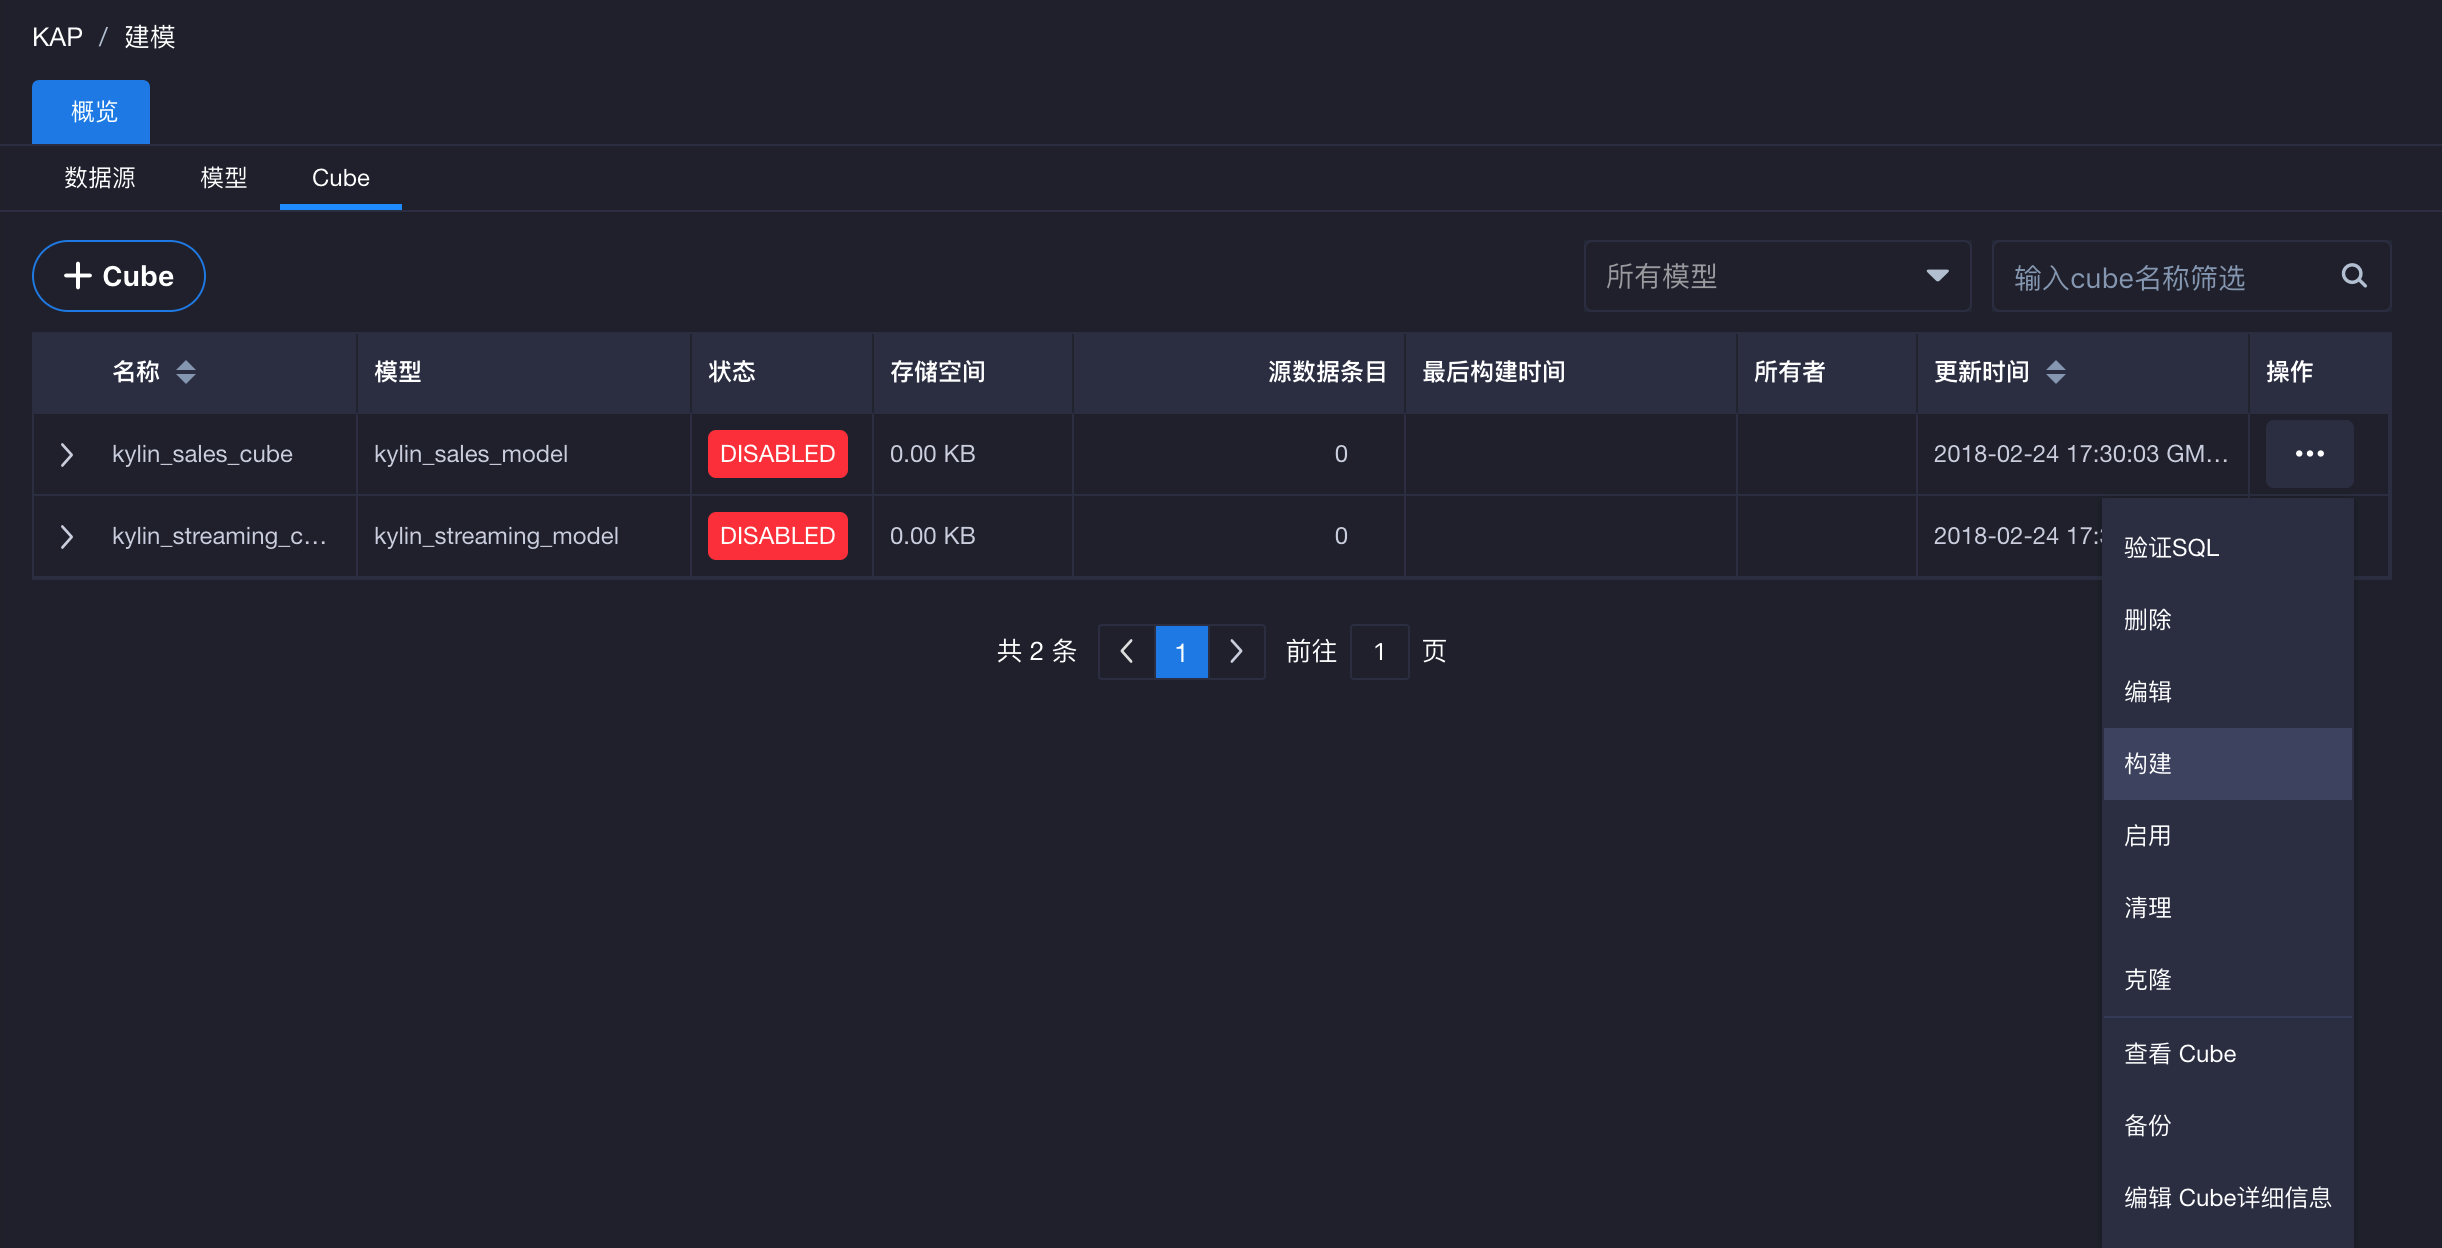 KAP / 建模
概览
数据源 模型 Cube
+ Cube 所有模型 输入cube名称筛选
名称 模型 状态 存储空间 源数据条目 最后构建时间 所有者 更新时间 操作
kylin_sales_cube kylin_sales_model DISABLED 0.00 KB 0 2018-02-24 17:30:03 GM...
kylin_streaming_c... kylin_streaming_model DISABLED 0.00 KB 0 2018-02-24 17:
验证SQL
删除
编辑
构建
启用
清理
克隆
查看 Cube
备份
编辑 Cube详细信息
共 2 条 1 前往 1 页